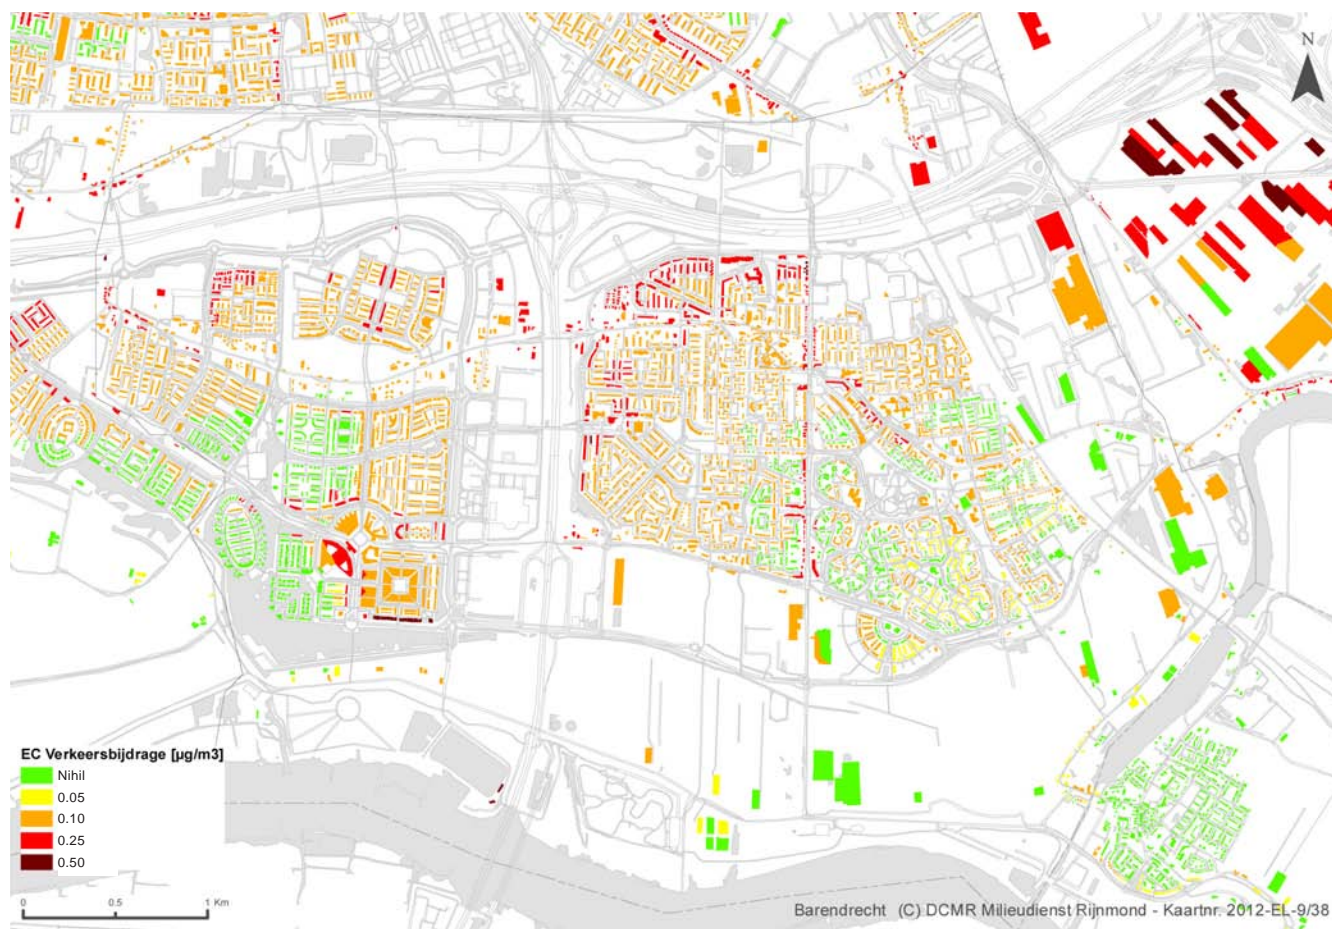 N
EC Verkeersbijdrage [µg/m3]
Nihil
0.05
0.10
0.25
0.50
0 0.5 1 Km
Barendrecht (C) DCMR Milieudienst Rijnmond - Kaartnr. 2012-EL-9/38